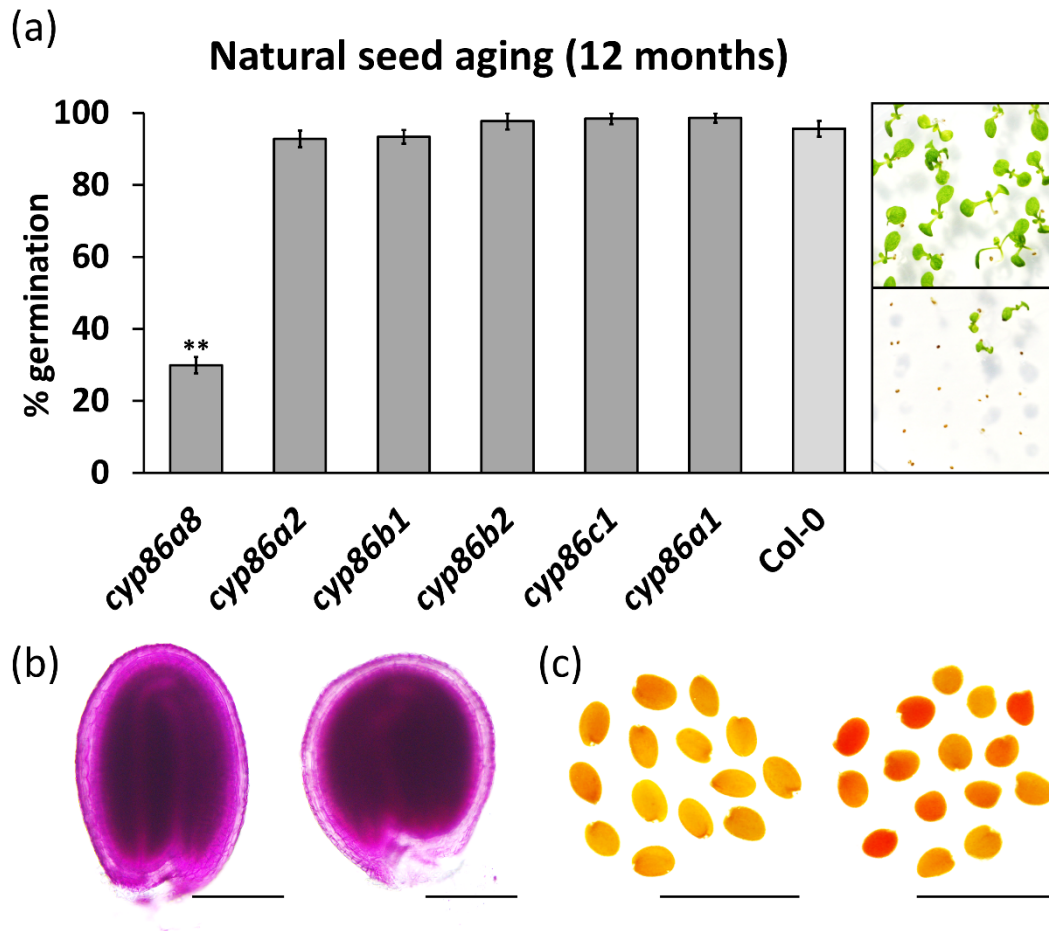 (a)
Natural seed aging (12 months)
% germination
100
80
60
40
20
0
**
cyp86a8
cyp86a2
cyp86b1
cyp86b2
cyp86c1
cyp86a1
Col-0
(b)
(c)